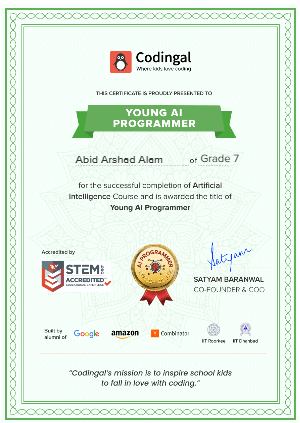 Codingal
Where kids love coding
THIS CERTIFICATE IS PROUDLY PRESENTED TO
YOUNG AI
PROGRAMMER
Abid Arshad Alam of Grade 7
for the successful completion of Artificial
Intelligence Course and is awarded the title of
Young AI Programmer
Accredited by
STEM.ORG
ACCREDITED
AI PROGRAMMER
Satyam
SATYAM BARANWAL
CO-FOUNDER & COO
Built by
alumni of
Google
amazon
Y Combinator
IIT Roorkee
IIT Dhanbad
"Codingal's mission is to inspire school kids
to fall in love with coding."